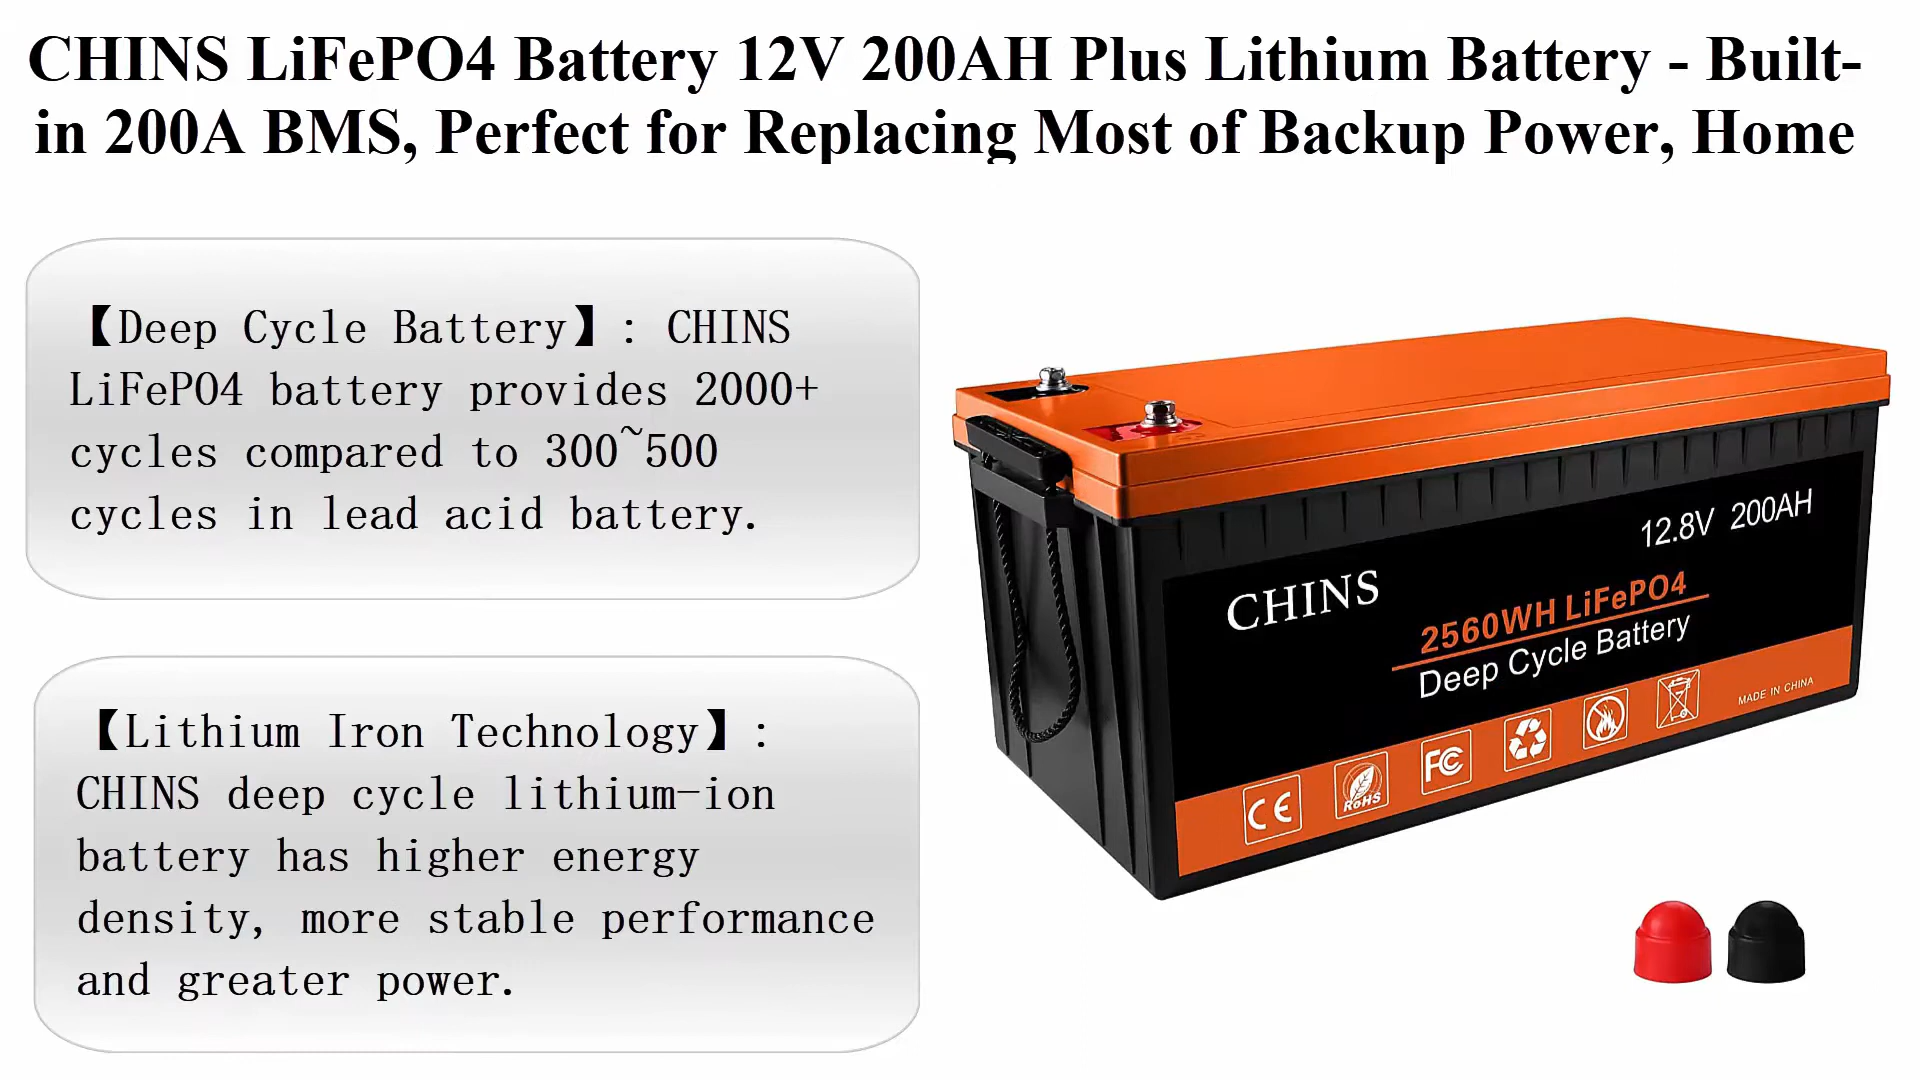 CHINS LiFePO4 Battery 12V 200AH Plus Lithium Battery - Built-
in 200A BMS, Perfect for Replacing Most of Backup Power, Home
【Deep Cycle Battery】: CHINS
LiFePO4 battery provides 2000+
cycles compared to 300~500
cycles in lead acid battery.
【Lithium Iron Technology】:
CHINS deep cycle lithium-ion
battery has higher energy
density, more stable performance
and greater power.
12.8V 200AH
CHINS
2560WH LiFePO4
Deep Cycle Battery
MADE IN CHINA
CE
RoHS
FC